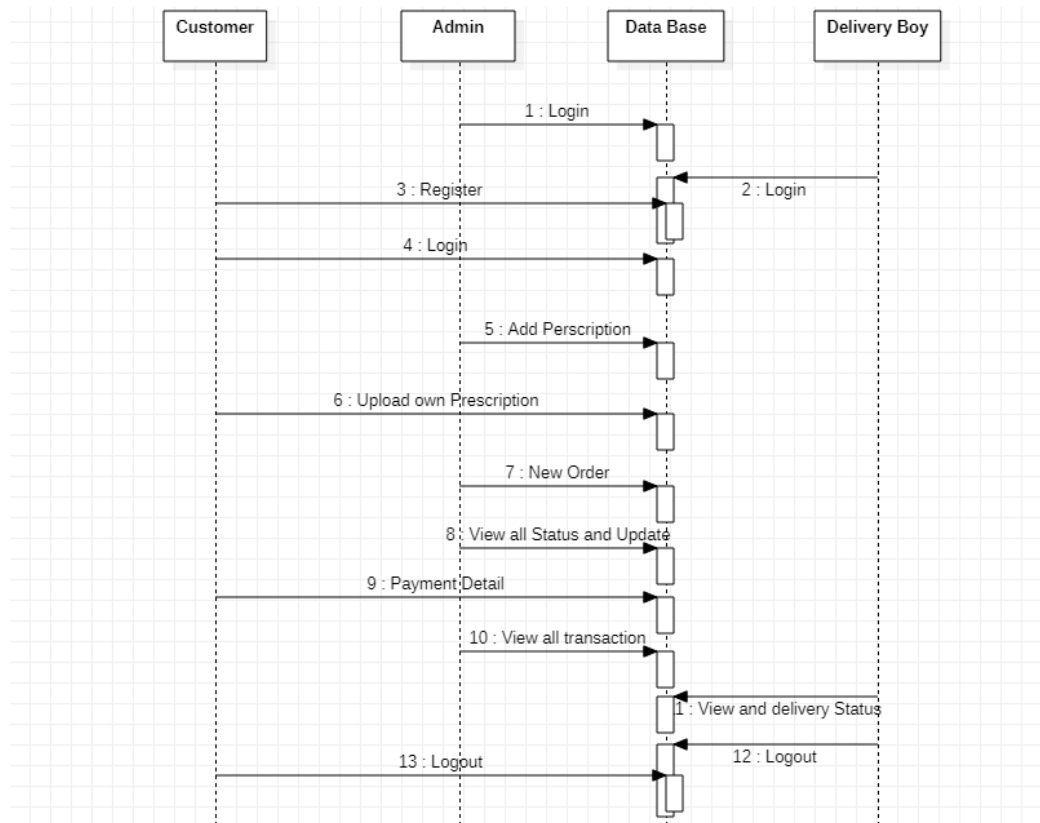 Customer
Admin
Data Base
Delivery Boy
1 : Login
2 : Login
3 : Register
4 : Login
5 : Add Perscription
6 : Upload own Prescription
7 : New Order
8 : View all Status and Update
9 : Payment Detail
10 : View all transaction
1 : View and delivery Status
12 : Logout
13 : Logout